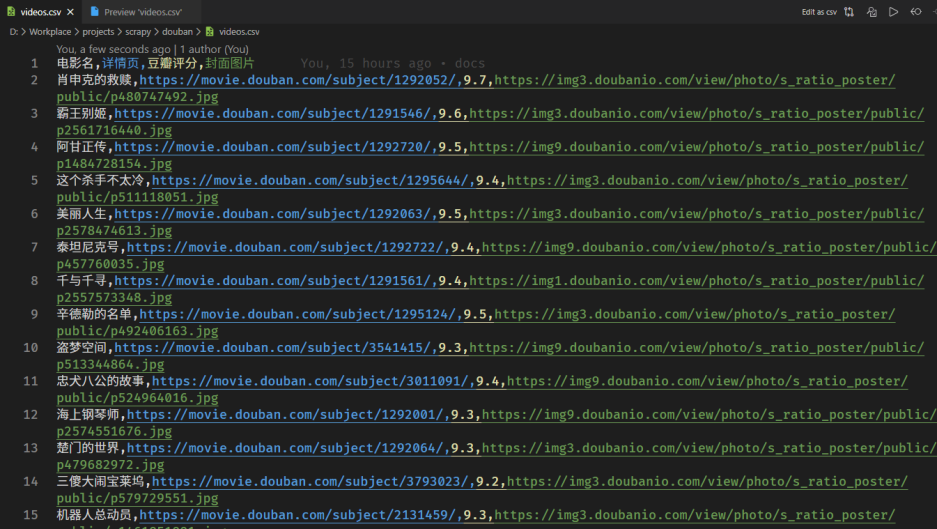 videos.csv × Preview 'videos.csv' Edit as csv
D: > Workplace > projects > scrapy > douban > videos.csv
You, a few seconds ago | 1 author (You)
1 电影名,详情页,豆瓣评分,封面图片 You, 15 hours ago • docs
2 肖申克的救赎,https://movie.douban.com/subject/1292052/,9.7,https://img3.doubanio.com/view/photo/s_ratio_poster/
public/p480747492.jpg
3 霸王别姬,https://movie.douban.com/subject/1291546/,9.6,https://img3.doubanio.com/view/photo/s_ratio_poster/public/
p2561716440.jpg
4 阿甘正传,https://movie.douban.com/subject/1292720/,9.5,https://img9.doubanio.com/view/photo/s_ratio_poster/public/
p1484728154.jpg
5 这个杀手不太冷,https://movie.douban.com/subject/1295644/,9.4,https://img3.doubanio.com/view/photo/s_ratio_poster/
public/p511118051.jpg
6 美丽人生,https://movie.douban.com/subject/1292063/,9.5,https://img3.doubanio.com/view/photo/s_ratio_poster/public/
p2578474613.jpg
7 泰坦尼克号,https://movie.douban.com/subject/1292722/,9.4,https://img9.doubanio.com/view/photo/s_ratio_poster/public/
p457760035.jpg
8 千与千寻,https://movie.douban.com/subject/1291561/,9.4,https://img1.doubanio.com/view/photo/s_ratio_poster/public/
p2557573348.jpg
9 辛德勒的名单,https://movie.douban.com/subject/1295124/,9.5,https://img3.doubanio.com/view/photo/s_ratio_poster/
public/p492406163.jpg
10 盗梦空间,https://movie.douban.com/subject/3541415/,9.3,https://img9.doubanio.com/view/photo/s_ratio_poster/public/
p513344864.jpg
11 忠犬八公的故事,https://movie.douban.com/subject/3011091/,9.4,https://img9.doubanio.com/view/photo/s_ratio_poster/
public/p524964016.jpg
12 海上钢琴师,https://movie.douban.com/subject/1292001/,9.3,https://img9.doubanio.com/view/photo/s_ratio_poster/public/
p2574551676.jpg
13 楚门的世界,https://movie.douban.com/subject/1292064/,9.3,https://img3.doubanio.com/view/photo/s_ratio_poster/public/
p479682972.jpg
14 三傻大闹宝莱坞,https://movie.douban.com/subject/3793023/,9.2,https://img3.doubanio.com/view/photo/s_ratio_poster/
public/p579729551.jpg
15 机器人总动员,https://movie.douban.com/subject/2131459/,9.3,https://img3.doubanio.com/view/photo/s_ratio_poster/